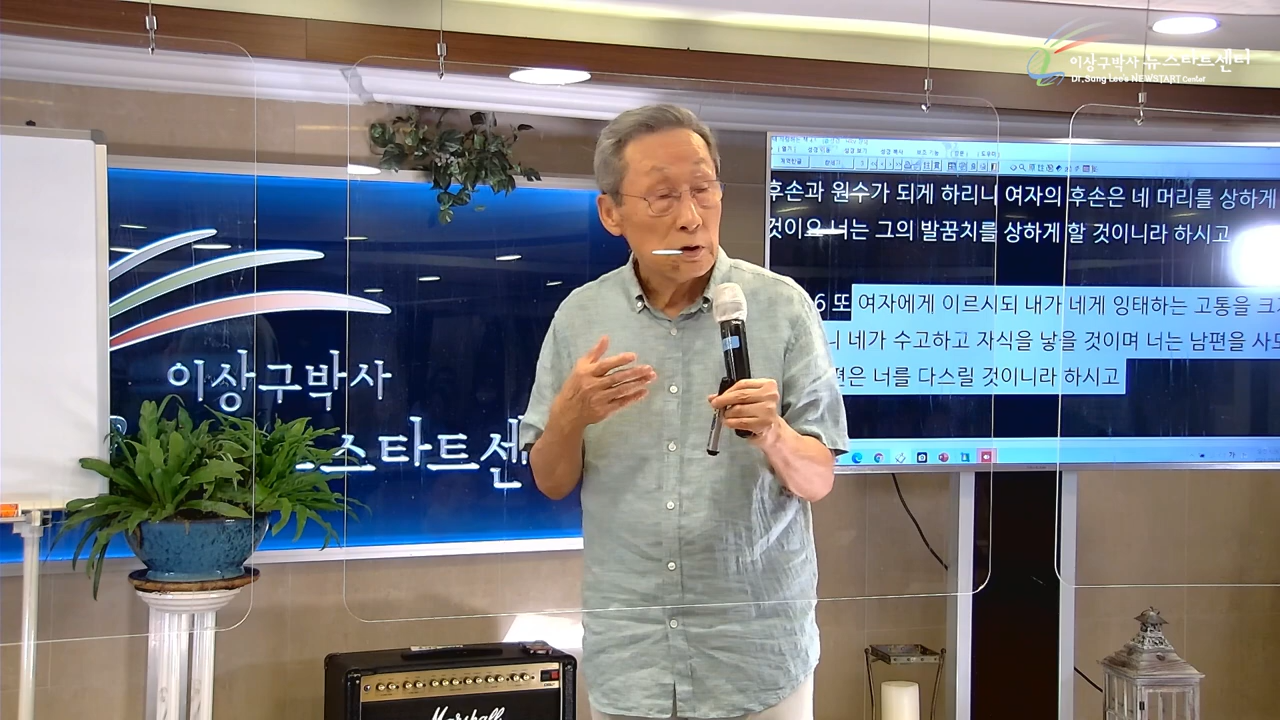 이상구박사 뉴스타트센터
Dr. Sang Lee's NEWSTART Center
후손과 원수가 되게 하리니 여자의 후손은 네 머리를 상하게
것이요 너는 그의 발꿈치를 상하게 할 것이니라 하시고
6 또 여자에게 이르시되 내가 네게 잉태하는 고통을 크
니 네가 수고하고 자식을 낳을 것이며 너는 남편을 사모
편은 너를 다스릴 것이니라 하시고
이상구박사
스타트센
Marshall